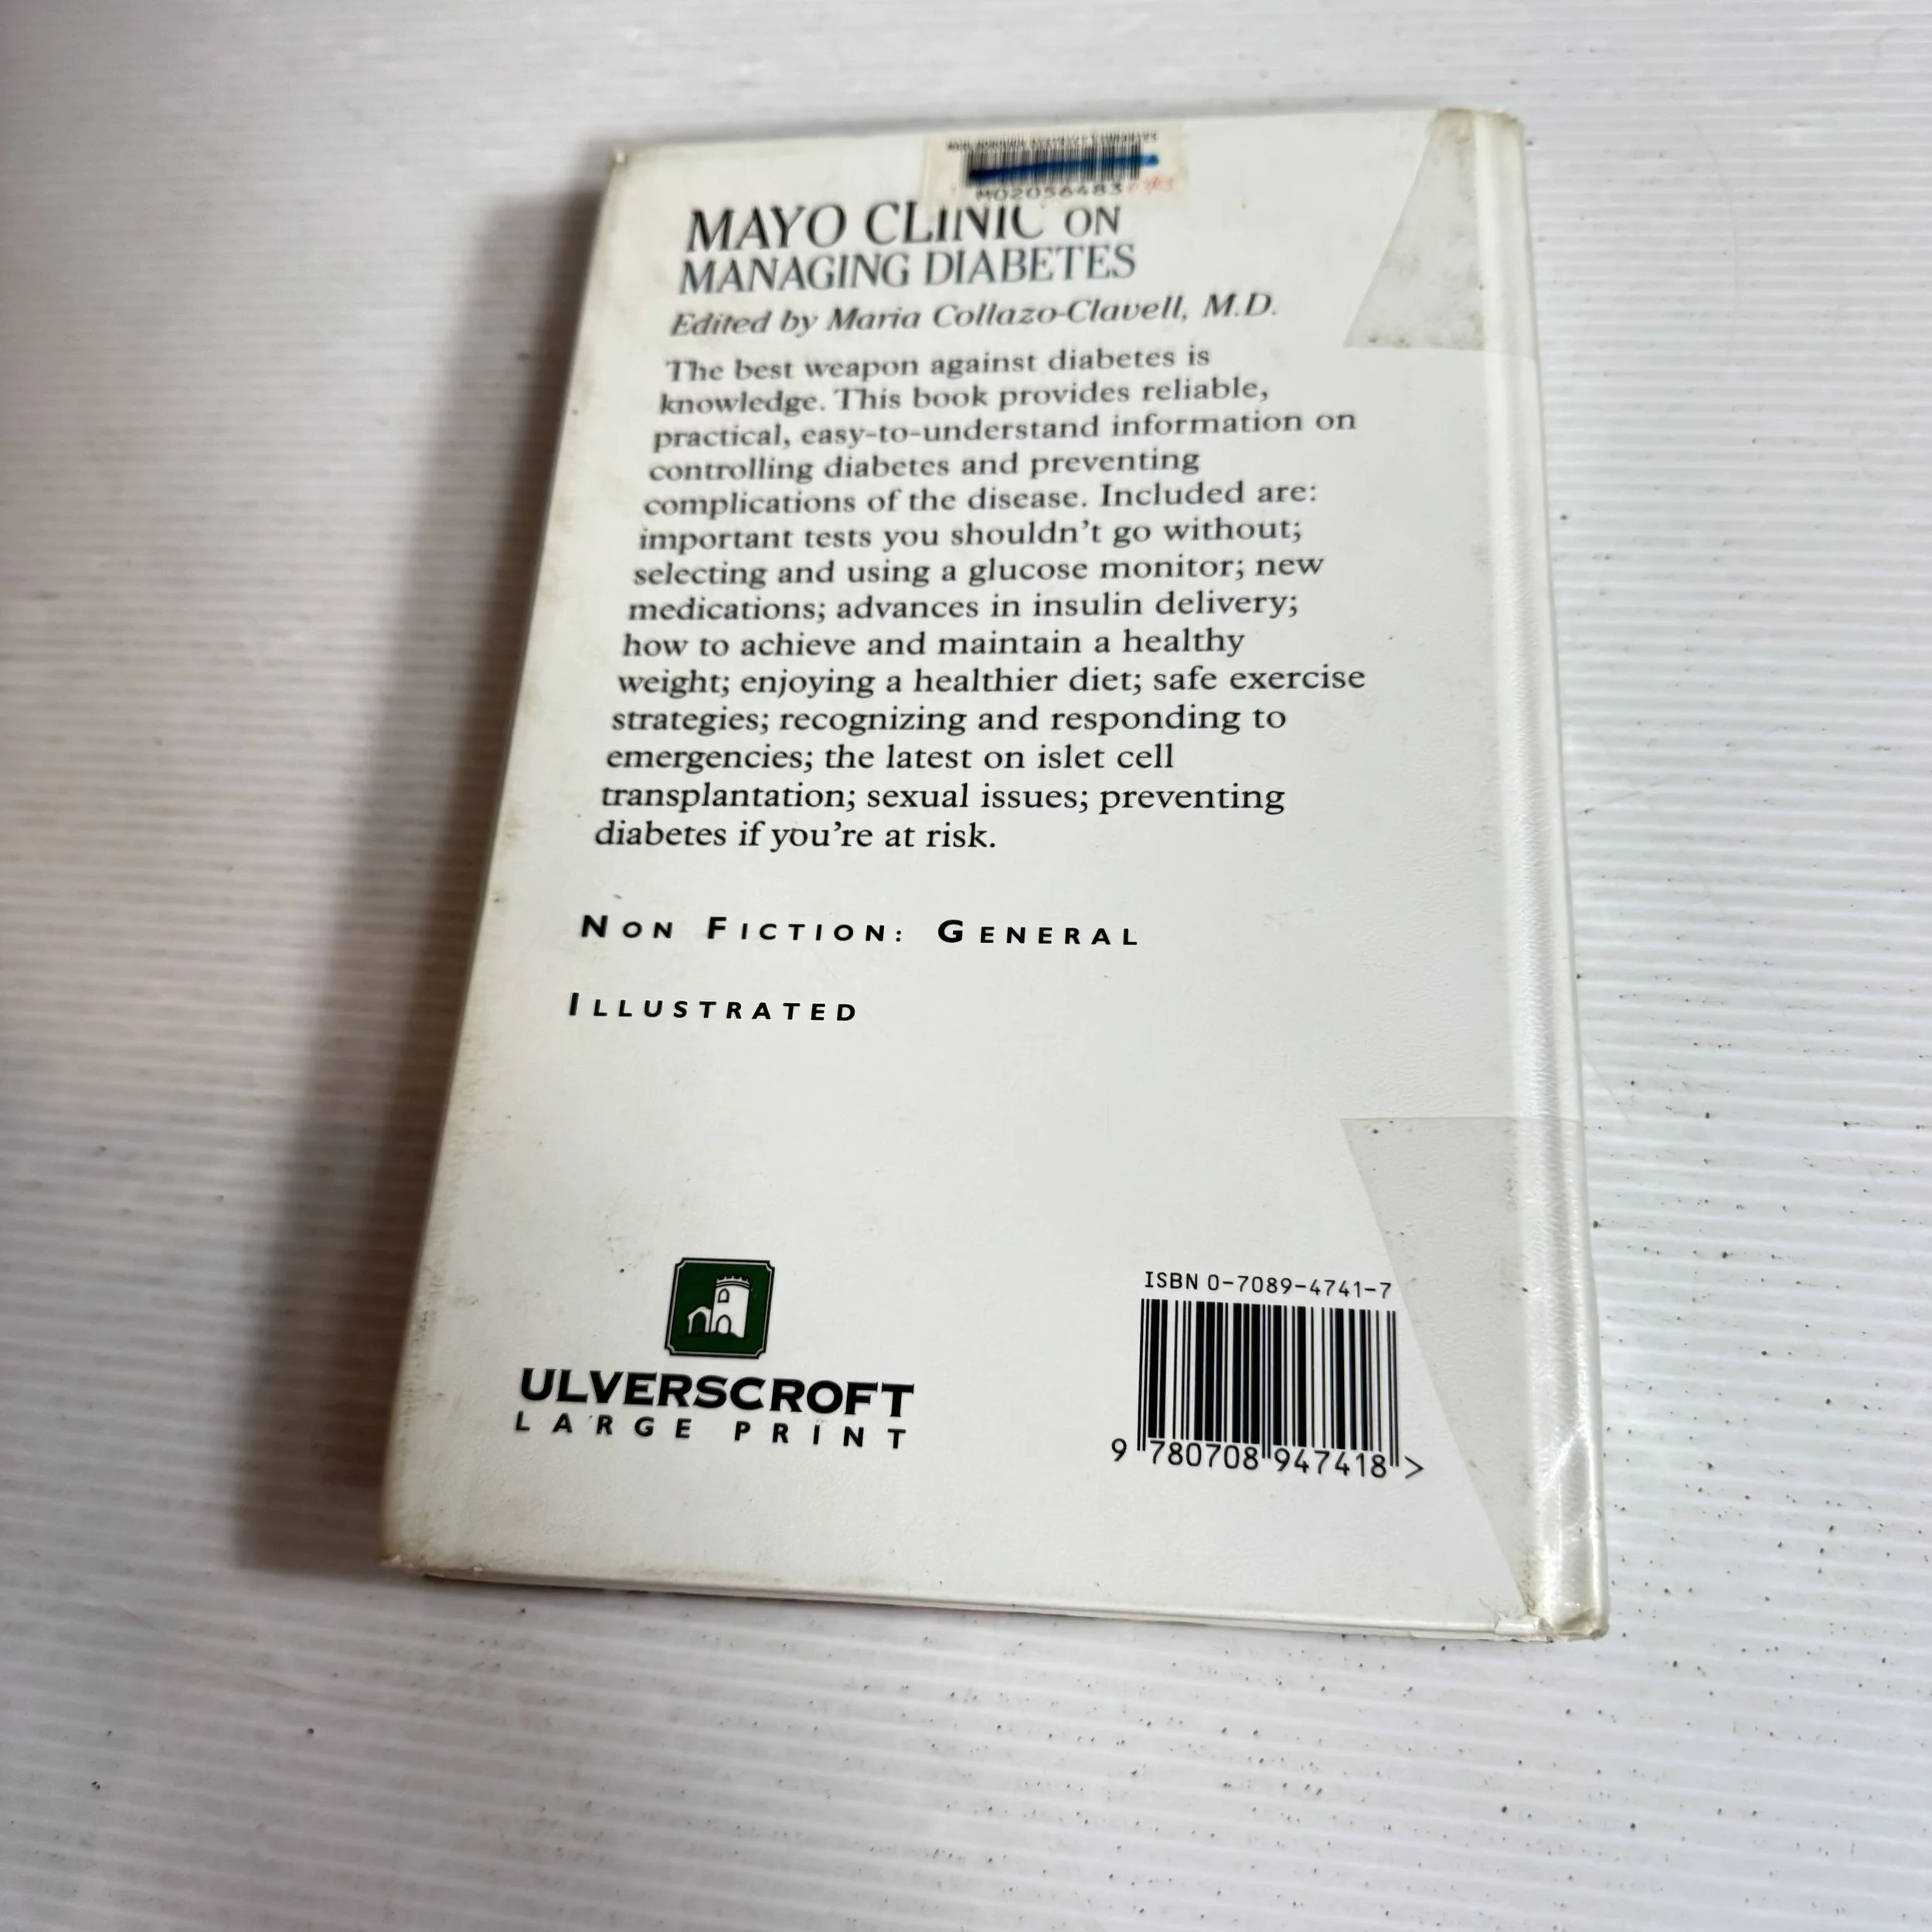 M02056483
MAYO CLINIC ON
MANAGING DIABETES
Edited by Maria Collazo-Clavell, M.D.
The best weapon against diabetes is
knowledge. This book provides reliable,
practical, easy-to-understand information on
controlling diabetes and preventing
complications of the disease. Included are:
important tests you shouldn't go without;
selecting and using a glucose monitor; new
medications; advances in insulin delivery;
how to achieve and maintain a healthy
weight; enjoying a healthier diet; safe exercise
strategies; recognizing and responding to
emergencies; the latest on islet cell
transplantation; sexual issues; preventing
diabetes if you're at risk.
NON FICTION: GENERAL
ILLUSTRATED
ULVERSCROFT
LARGE PRINT
ISBN 0-7089-4741-7
9 780708 947418 >